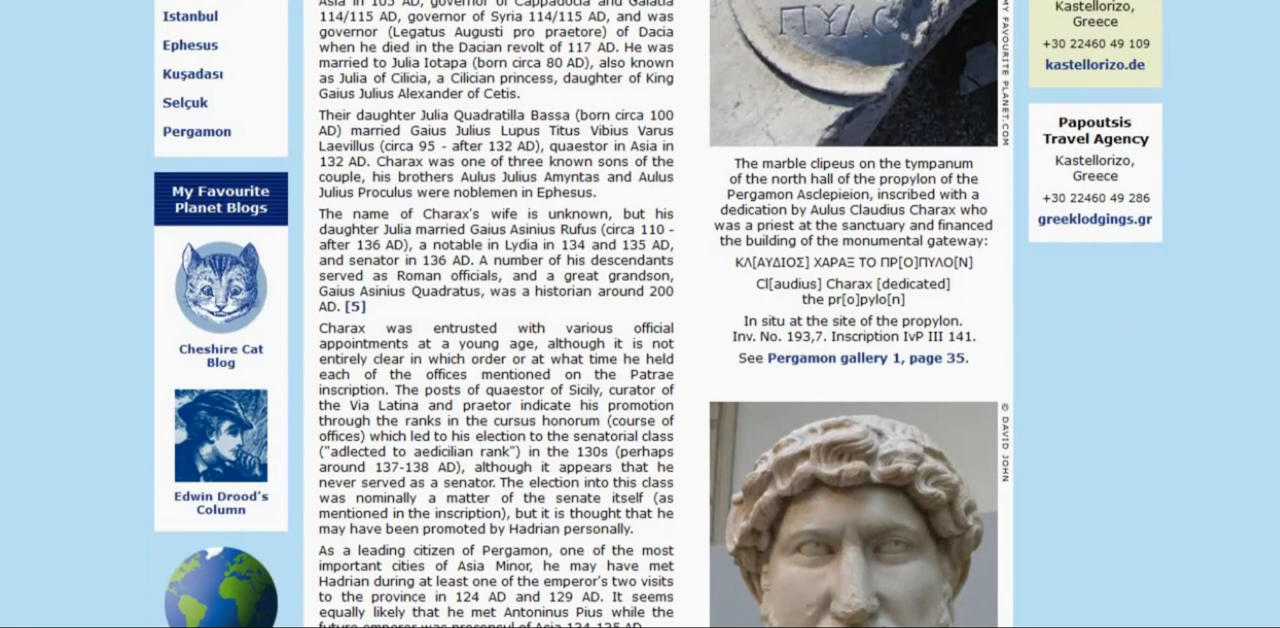 Istanbul
Ephesus
Kuşadası
Selçuk
Pergamon
My Favourite
Planet Blogs
Cheshire Cat
Blog
Edwin Drood's
Column
Asia in 105 AD, governor of Cappadocia and Galatia
114/115 AD, governor of Syria 114/115 AD, and was
governor (Legatus Augusti pro praetore) of Dacia
when he died in the Dacian revolt of 117 AD. He was
married to Julia Iotapa (born circa 80 AD), also known
as Julia of Cilicia, a Cilician princess, daughter of King
Gaius Julius Alexander of Cetis.
Their daughter Julia Quadratilla Bassa (born circa 100
AD) married Gaius Julius Lupus Titus Vibius Varus
Laevillus (circa 95 - after 132 AD), quaestor in Asia in
132 AD. Charax was one of three known sons of the
couple, his brothers Aulus Julius Amyntas and Aulus
Julius Proculus were noblemen in Ephesus.
The name of Charax's wife is unknown, but his
daughter Julia married Gaius Asinius Rufus (circa 110 -
after 136 AD), a notable in Lydia in 134 and 135 AD,
and senator in 136 AD. A number of his descendants
served as Roman officials, and a great grandson,
Gaius Asinius Quadratus, was a historian around 200
AD. [5]
Charax was entrusted with various official
appointments at a young age, although it is not
entirely clear in which order or at what time he held
each of the offices mentioned on the Patrae
inscription. The posts of quaestor of Sicily, curator of
the Via Latina and praetor indicate his promotion
through the ranks in the cursus honorum (course of
offices) which led to his election to the senatorial class
("adlected to aedicilian rank") in the 130s (perhaps
around 137-138 AD), although it appears that he
never served as a senator. The election into this class
was nominally a matter of the senate itself (as
mentioned in the inscription), but it is thought that he
may have been promoted by Hadrian personally.
As a leading citizen of Pergamon, one of the most
important cities of Asia Minor, he may have met
Hadrian during at least one of the emperor's two visits
to the province in 124 AD and 129 AD. It seems
equally likely that he met Antoninus Pius while the
future emperor was proconsul of Asia 134-135 AD.
ΠΥΛΟ
MY FAVOURITE PLANET.COM
The marble clipeus on the tympanum
of the north hall of the propylon of the
Pergamon Asclepieion, inscribed with a
dedication by Aulus Claudius Charax who
was a priest at the sanctuary and financed
the building of the monumental gateway:
ΚΛ[ΑΥΔΙΟΣ] ΧΑΡΑΞ ΤΟ ΠΡ[Ο]ΠΥΛΟ[Ν]
Cl[audius] Charax [dedicated]
the pr[o]pylo[n]
In situ at the site of the propylon.
Inv. No. 193,7. Inscription IvP III 141.
See Pergamon gallery 1, page 35.
© DAVID JOHN
Kastellorizo,
Greece
+30 22460 49 109
kastellorizo.de
Papoutsis
Travel Agency
Kastellorizo,
Greece
+30 22460 49 286
greeklodgings.gr